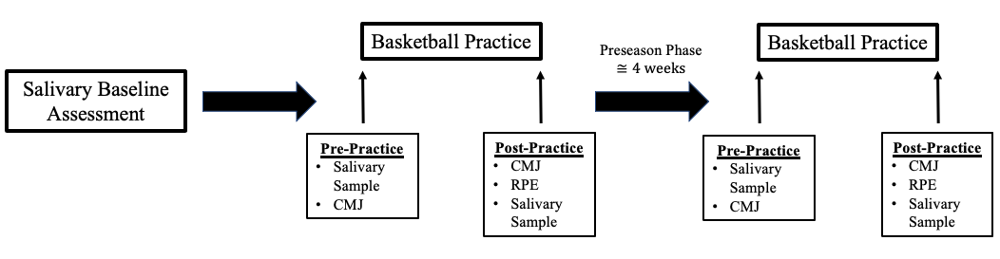 Salivary Baseline
Assessment
Basketball Practice
Pre-Practice
• Salivary
Sample
• CMJ
Post-Practice
• CMJ
• RPE
• Salivary
Sample
Preseason Phase
≅ 4 weeks
Basketball Practice
Pre-Practice
• Salivary
Sample
• CMJ
Post-Practice
• CMJ
• RPE
• Salivary
Sample